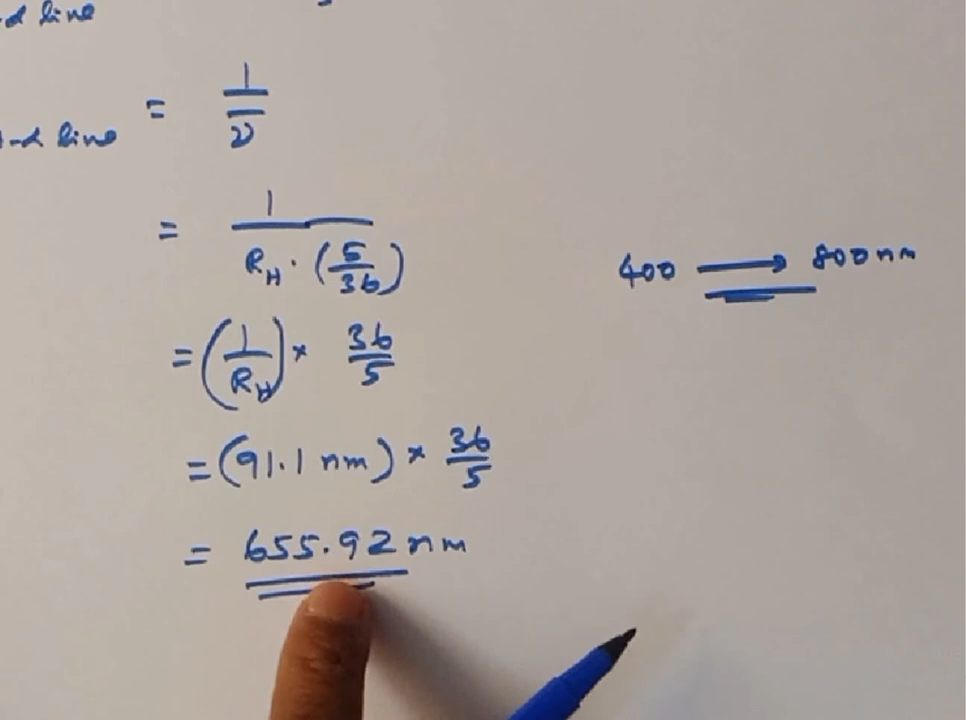 line
= 1/ν̅
line
= 1/(R_H · (5/36))
400 ⟶ 800 nm
= (1/R_H) × 36/5
= (91.1 nm) × 36/5
= 655.92 nm